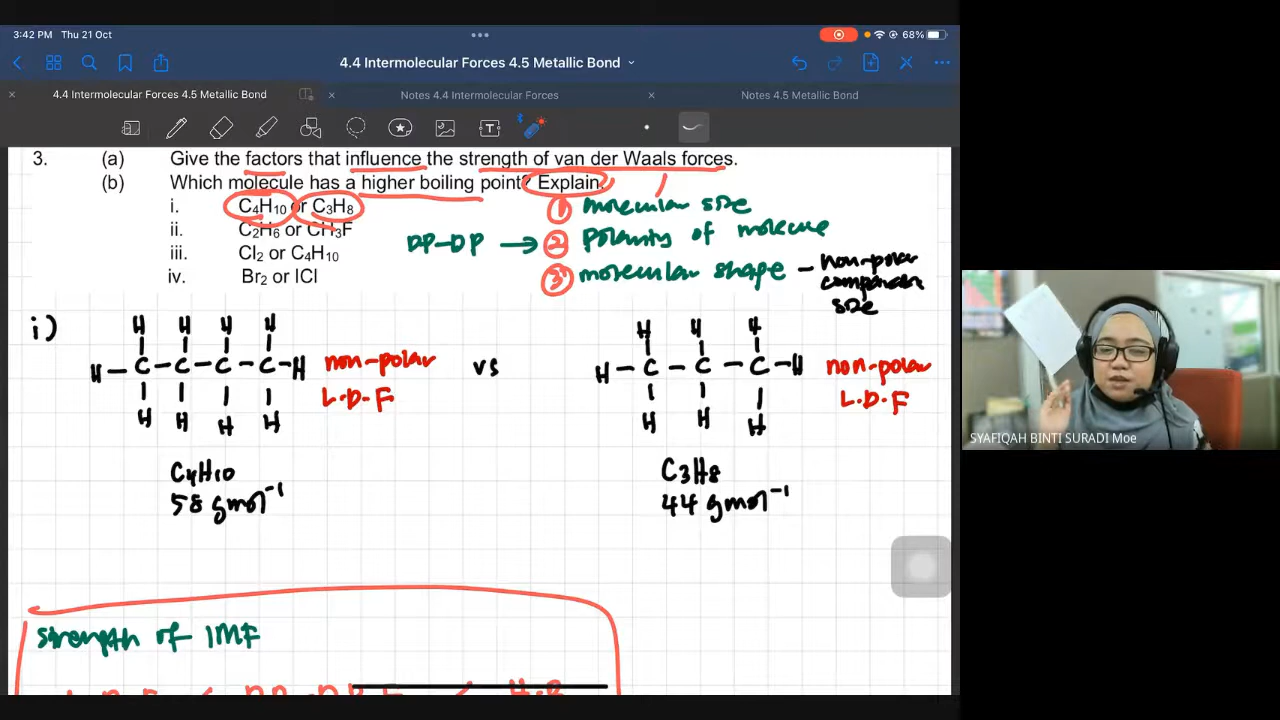 3:42 PM Thu 21 Oct
68%
4.4 Intermolecular Forces 4.5 Metallic Bond
4.4 Intermolecular Forces 4.5 Metallic Bond
Notes 4.4 Intermolecular Forces
Notes 4.5 Metallic Bond
3. (a) Give the factors that influence the strength of van der Waals forces.
(b) Which molecule has a higher boiling point? Explain.
i. C₄H₁₀ or C₃H₈
ii. C₂H₆ or CH₃F
iii. Cl₂ or C₄H₁₀
iv. Br₂ or ICl
① molecular size
DP-DP → ② polarity of molecule
③ molecular shape - non-polar
comparable
size
i)
H H H H
H - C - C - C - C - H
H H H H
non-polar
L.D.F
vs
H H H
H - C - C - C - H
H H H
non-polar
L.D.F
C₄H₁₀
58 gmol⁻¹
C₃H₈
44 gmol⁻¹
SYAFIQAH BINTI SURADI Moe
strength of IMF